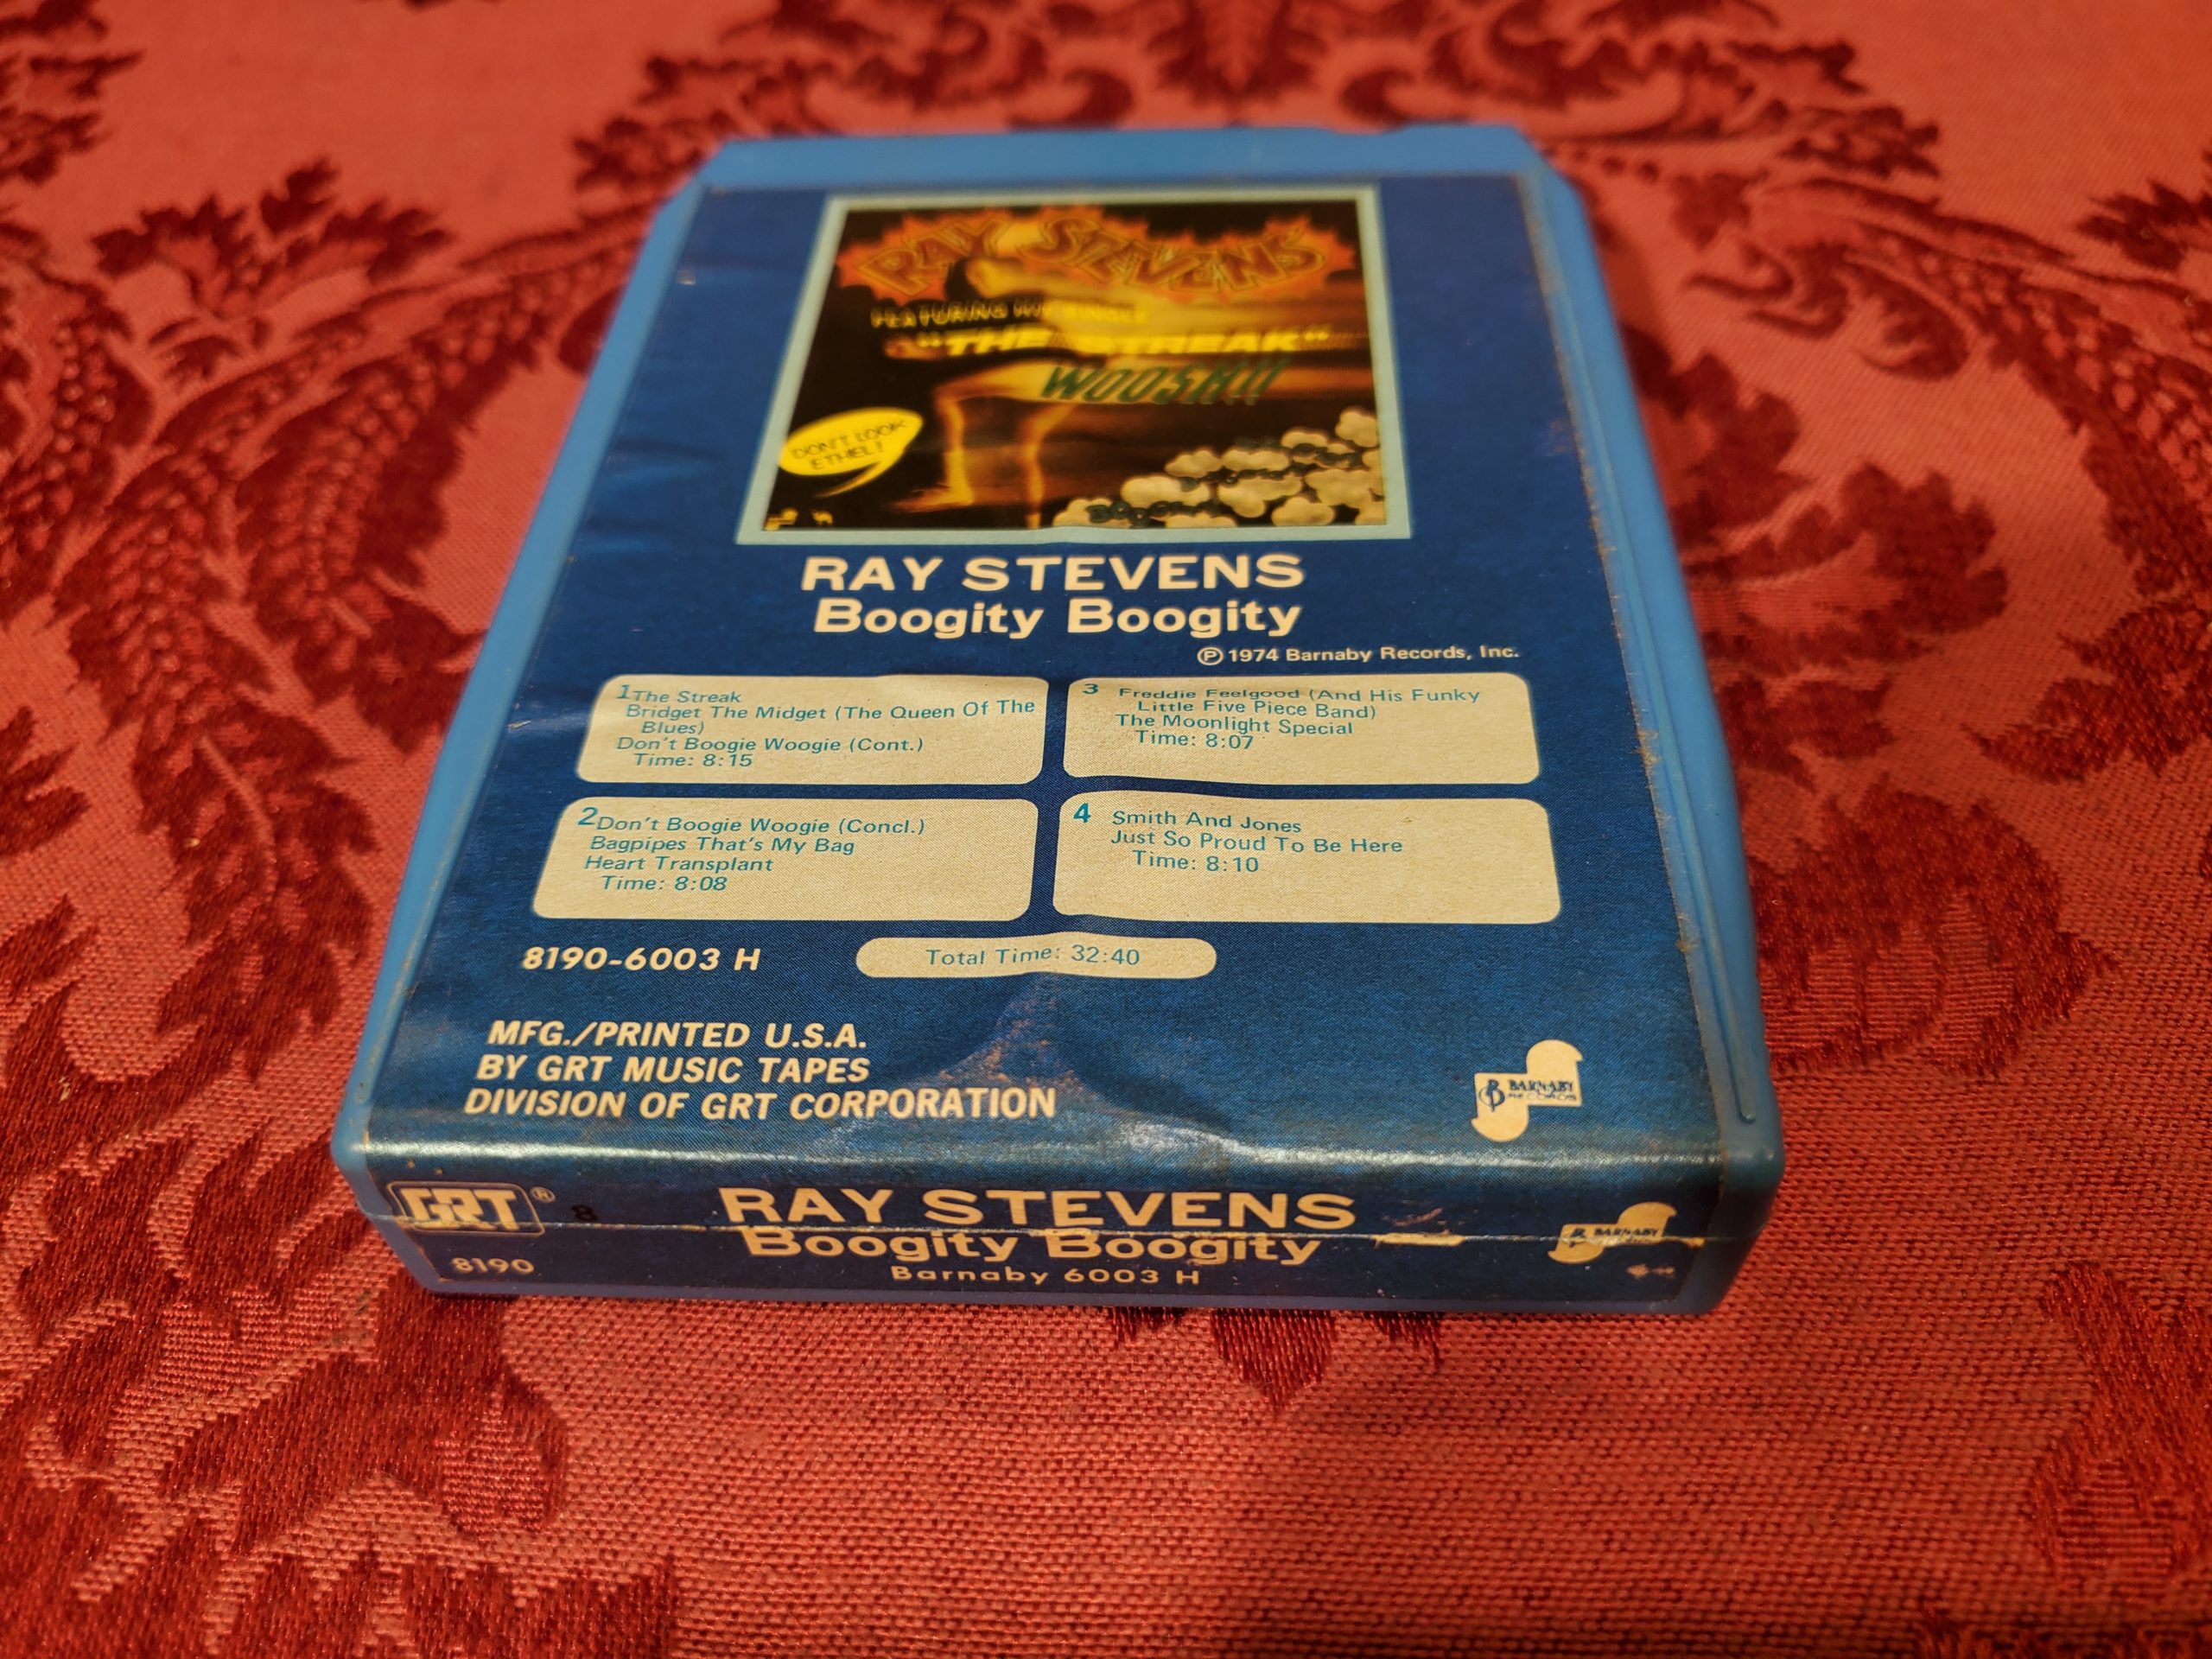 RAY STEVENS
FEATURING HIT SINGLE
"THE STREAK"
WOOSH!!
DON'T LOOK
ETHEL!
RAY STEVENS
Boogity Boogity
Ⓟ 1974 Barnaby Records, Inc.
1 The Streak
Bridget The Midget (The Queen Of The
Blues)
Don't Boogie Woogie (Cont.)
Time: 8:15
2 Don't Boogie Woogie (Concl.)
Bagpipes That's My Bag
Heart Transplant
Time: 8:08
3 Freddie Feelgood (And His Funky
Little Five Piece Band)
The Moonlight Special
Time: 8:07
4 Smith And Jones
Just So Proud To Be Here
Time: 8:10
8190-6003 H
Total Time: 32:40
MFG./PRINTED U.S.A.
BY GRT MUSIC TAPES
DIVISION OF GRT CORPORATION
B BARNABY
RECORDS
GRT® 8
8190
RAY STEVENS
Boogity Boogity
Barnaby 6003 H
BARNABY